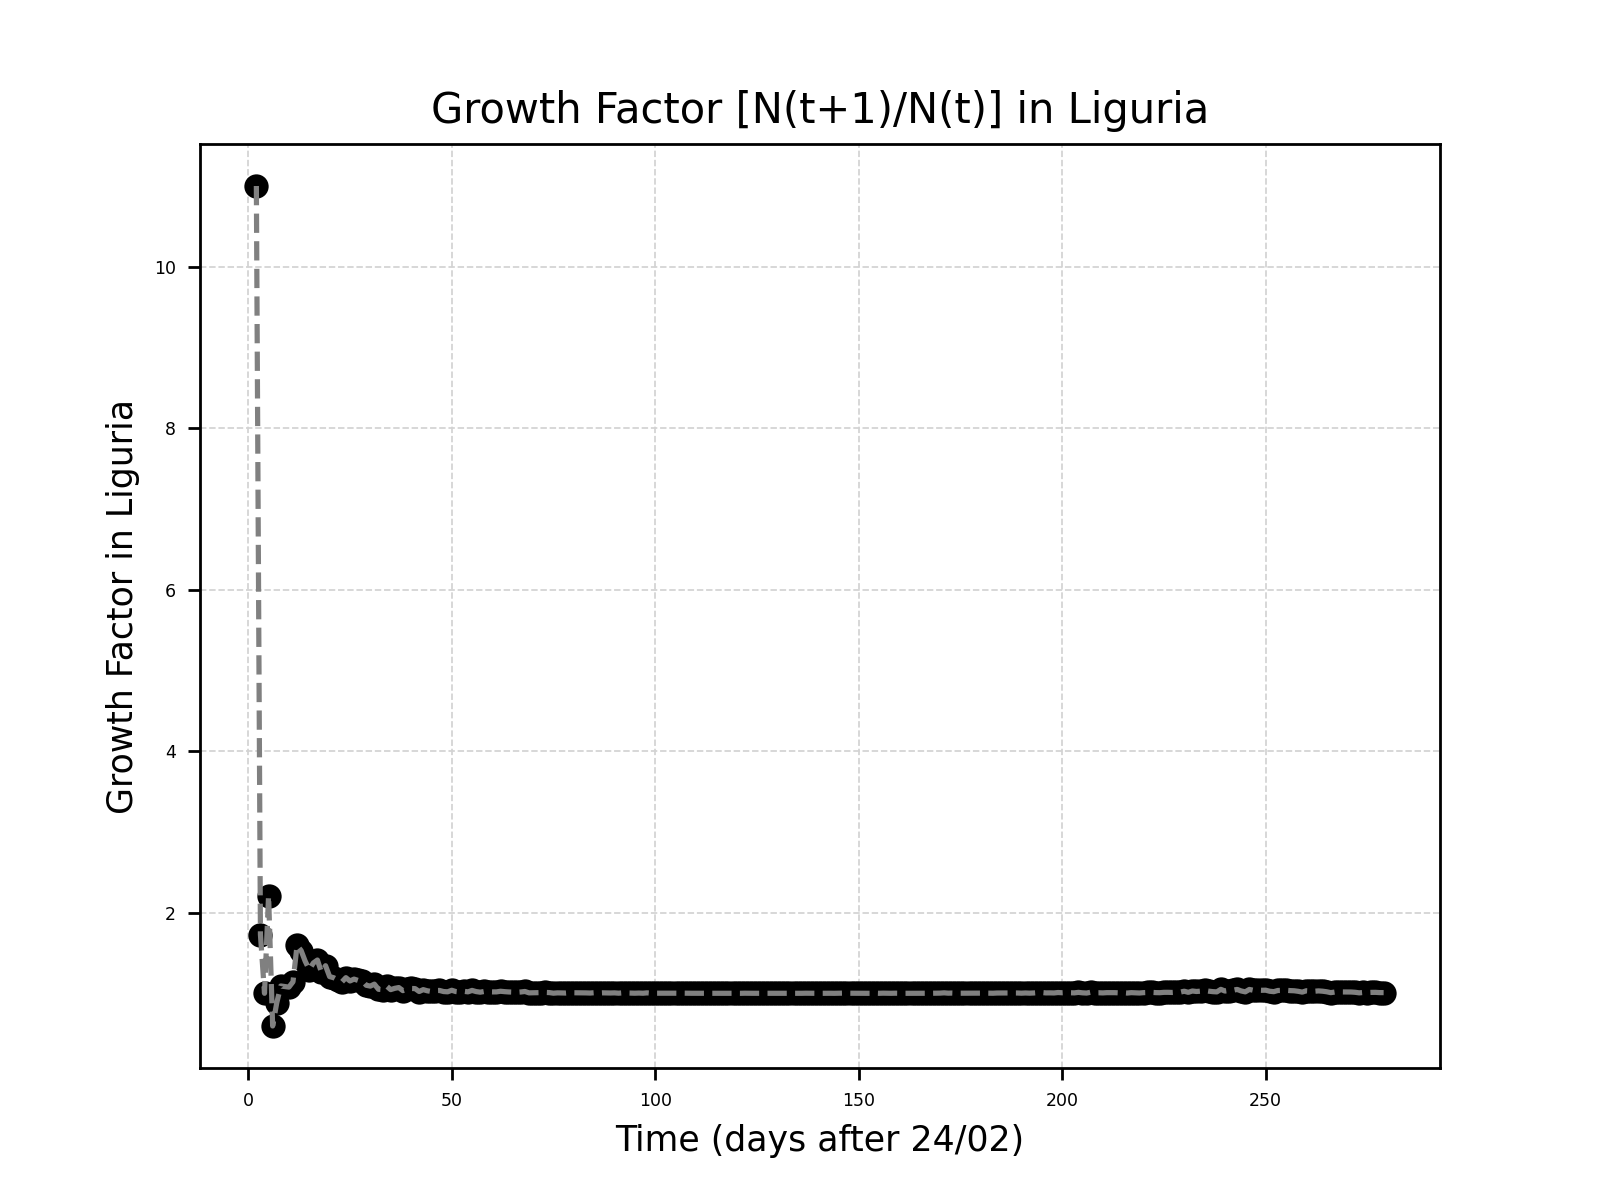 Growth Factor [N(t+1)/N(t)] in Liguria
Growth Factor in Liguria
10
8
6
4
2
0 50 100 150 200 250
Time (days after 24/02)